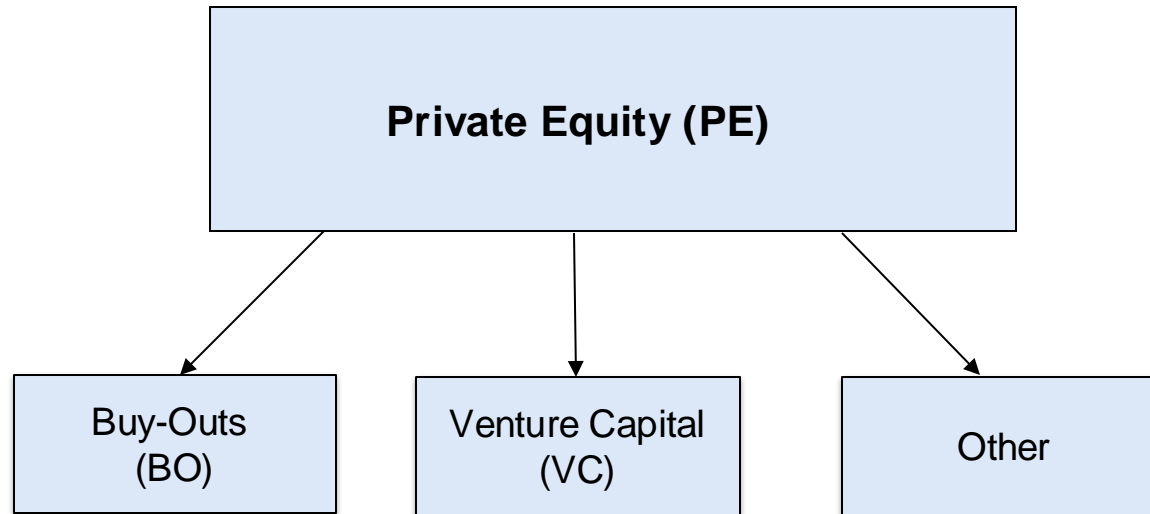 Private Equity (PE)
Buy-Outs
(BO)
Venture Capital
(VC)
Other